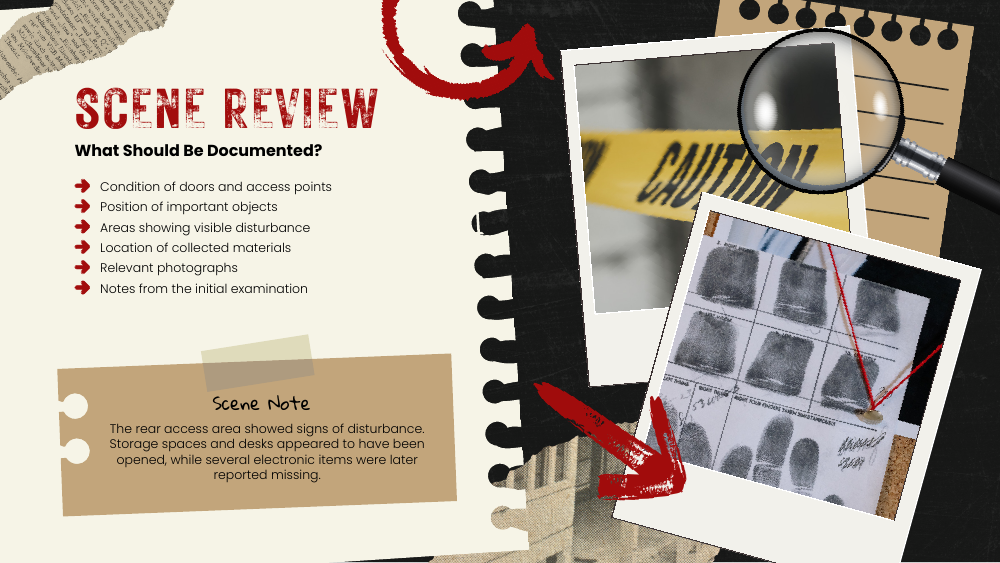 SCENE REVIEW
What Should Be Documented?
Condition of doors and access points
Position of important objects
Areas showing visible disturbance
Location of collected materials
Relevant photographs
Notes from the initial examination
Scene Note
The rear access area showed signs of disturbance.
Storage spaces and desks appeared to have been
opened, while several electronic items were later
reported missing.
CAUTION